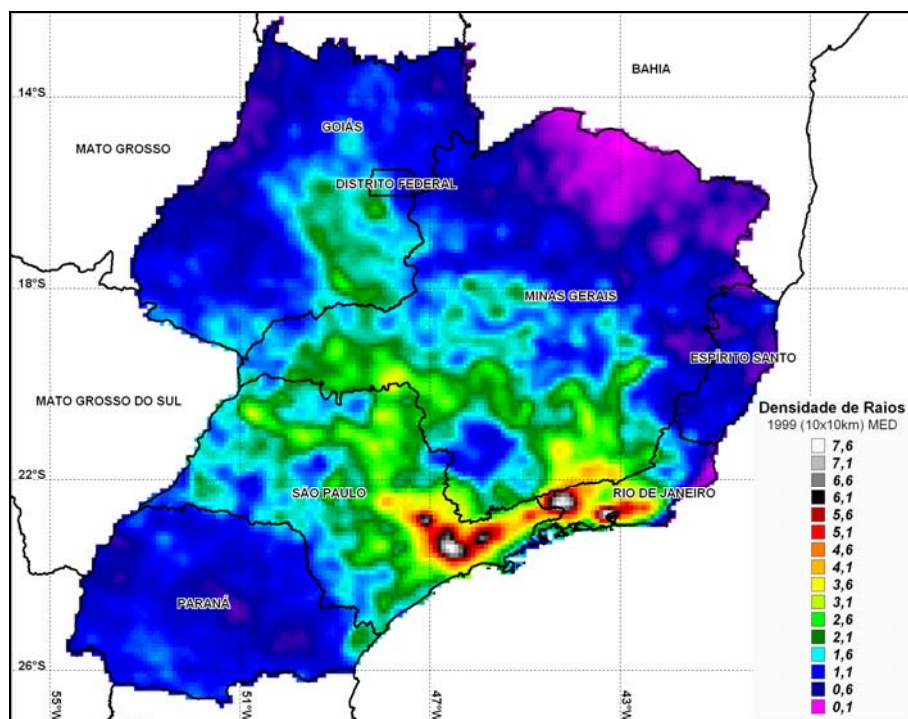 BAHIA
14°S
GOIÁS
MATO GROSSO
DISTRITO FEDERAL
18°S
MINAS GERAIS
ESPÍRITO SANTO
MATO GROSSO DO SUL
Densidade de Raios
1999 (10x10km) MED
7,6
7,1
6,6
6,1
5,6
5,1
4,6
4,1
3,6
3,1
2,6
2,1
1,6
1,1
0,6
0,1
22°S
SÃO PAULO
RIO DE JANEIRO
PARANÁ
26°S
55°W
51°W
47°W
43°W